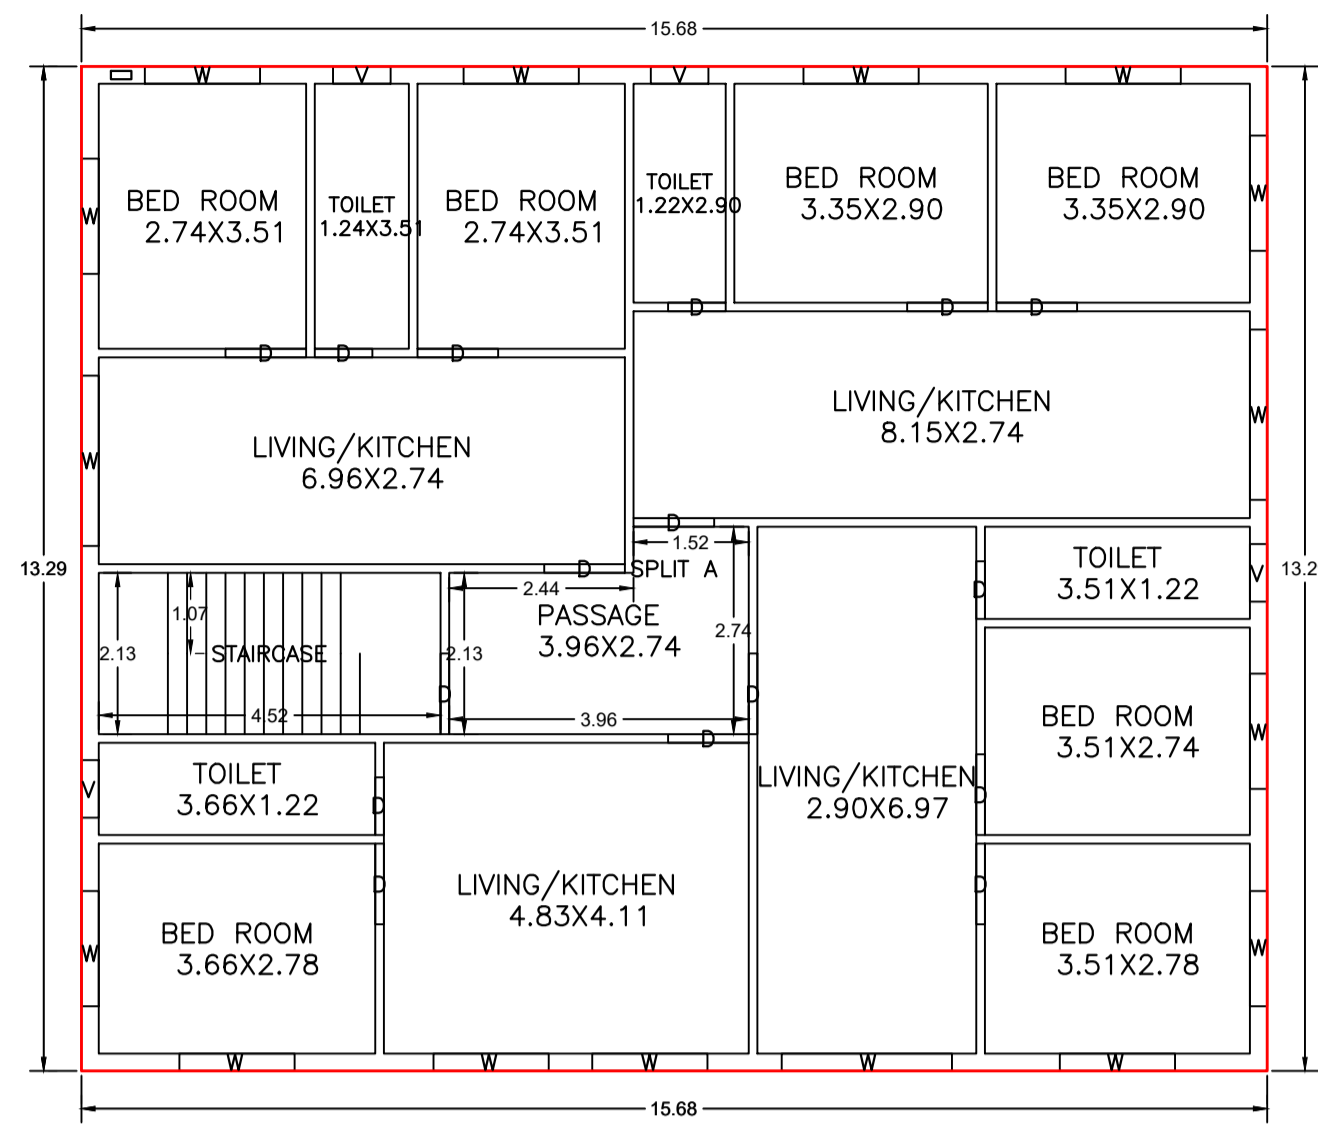 15.68
W
V
W
V
W
W
BED ROOM
2.74X3.51
TOILET
1.24X3.51
BED ROOM
2.74X3.51
TOILET
1.22X2.90
BED ROOM
3.35X2.90
BED ROOM
3.35X2.90
W
W
D
D
D
D
D
D
LIVING/KITCHEN
6.96X2.74
LIVING/KITCHEN
8.15X2.74
W
W
D
1.52
13.29
D
SPLIT A
TOILET
3.51X1.22
V
13.2
D
1.07
2.44
PASSAGE
3.96X2.74
2.74
2.13
STAIRCASE
2.13
D
D
4.52
3.96
D
BED ROOM
3.51X2.74
W
TOILET
3.66X1.22
V
D
LIVING/KITCHEN
2.90X6.97
D
LIVING/KITCHEN
4.83X4.11
D
D
BED ROOM
3.66X2.78
W
BED ROOM
3.51X2.78
W
W
W
W
W
W
15.68